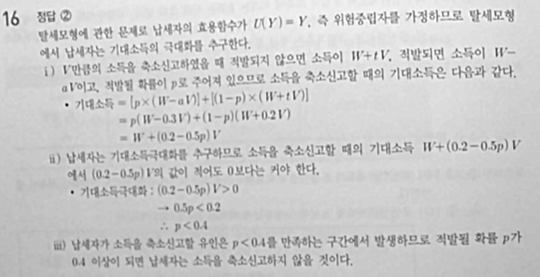 16 정답 ②
탈세모형에 관한 문제로 납세자의 효용함수가 U(Y)=Y, 즉 위험중립자를 가정하므로 탈세모형
에서 납세자는 기대소득의 극대화를 추구한다.
ⅰ) V만큼의 소득을 축소신고하였을 때 적발되지 않으면 소득이 W+tV, 적발되면 소득이 W-
aV이고, 적발될 확률이 p로 주어져 있으므로 소득을 축소신고할 때의 기대소득은 다음과 같다.
• 기대소득 = [p×(W-aV)]+[(1-p)×(W+tV)]
= p(W-0.3V)+(1-p)(W+0.2V)
= W+(0.2-0.5p)V
ⅱ) 납세자는 기대소득극대화를 추구하므로 소득을 축소신고할 때의 기대소득 W+(0.2-0.5p)V
에서 (0.2-0.5p)V의 값이 적어도 0보다는 커야 한다.
• 기대소득극대화 : (0.2-0.5p)V>0
→ 0.5p<0.2
∴ p<0.4
ⅲ) 납세자가 소득을 축소신고할 유인은 p<0.4를 만족하는 구간에서 발생하므로 적발될 확률 p가
0.4 이상이 되면 납세자는 소득을 축소신고하지 않을 것이다.